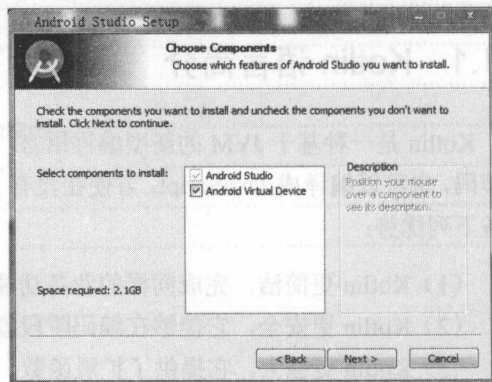 Android Studio Setup
Choose Components
Choose which features of Android Studio you want to install.
Check the components you want to install and uncheck the components you don't want to
install. Click Next to continue.
Select components to install:
Android Studio
Android Virtual Device
Description
Position your mouse
over a component to
see its description.
Space required: 2.1GB
< Back
Next >
Cancel